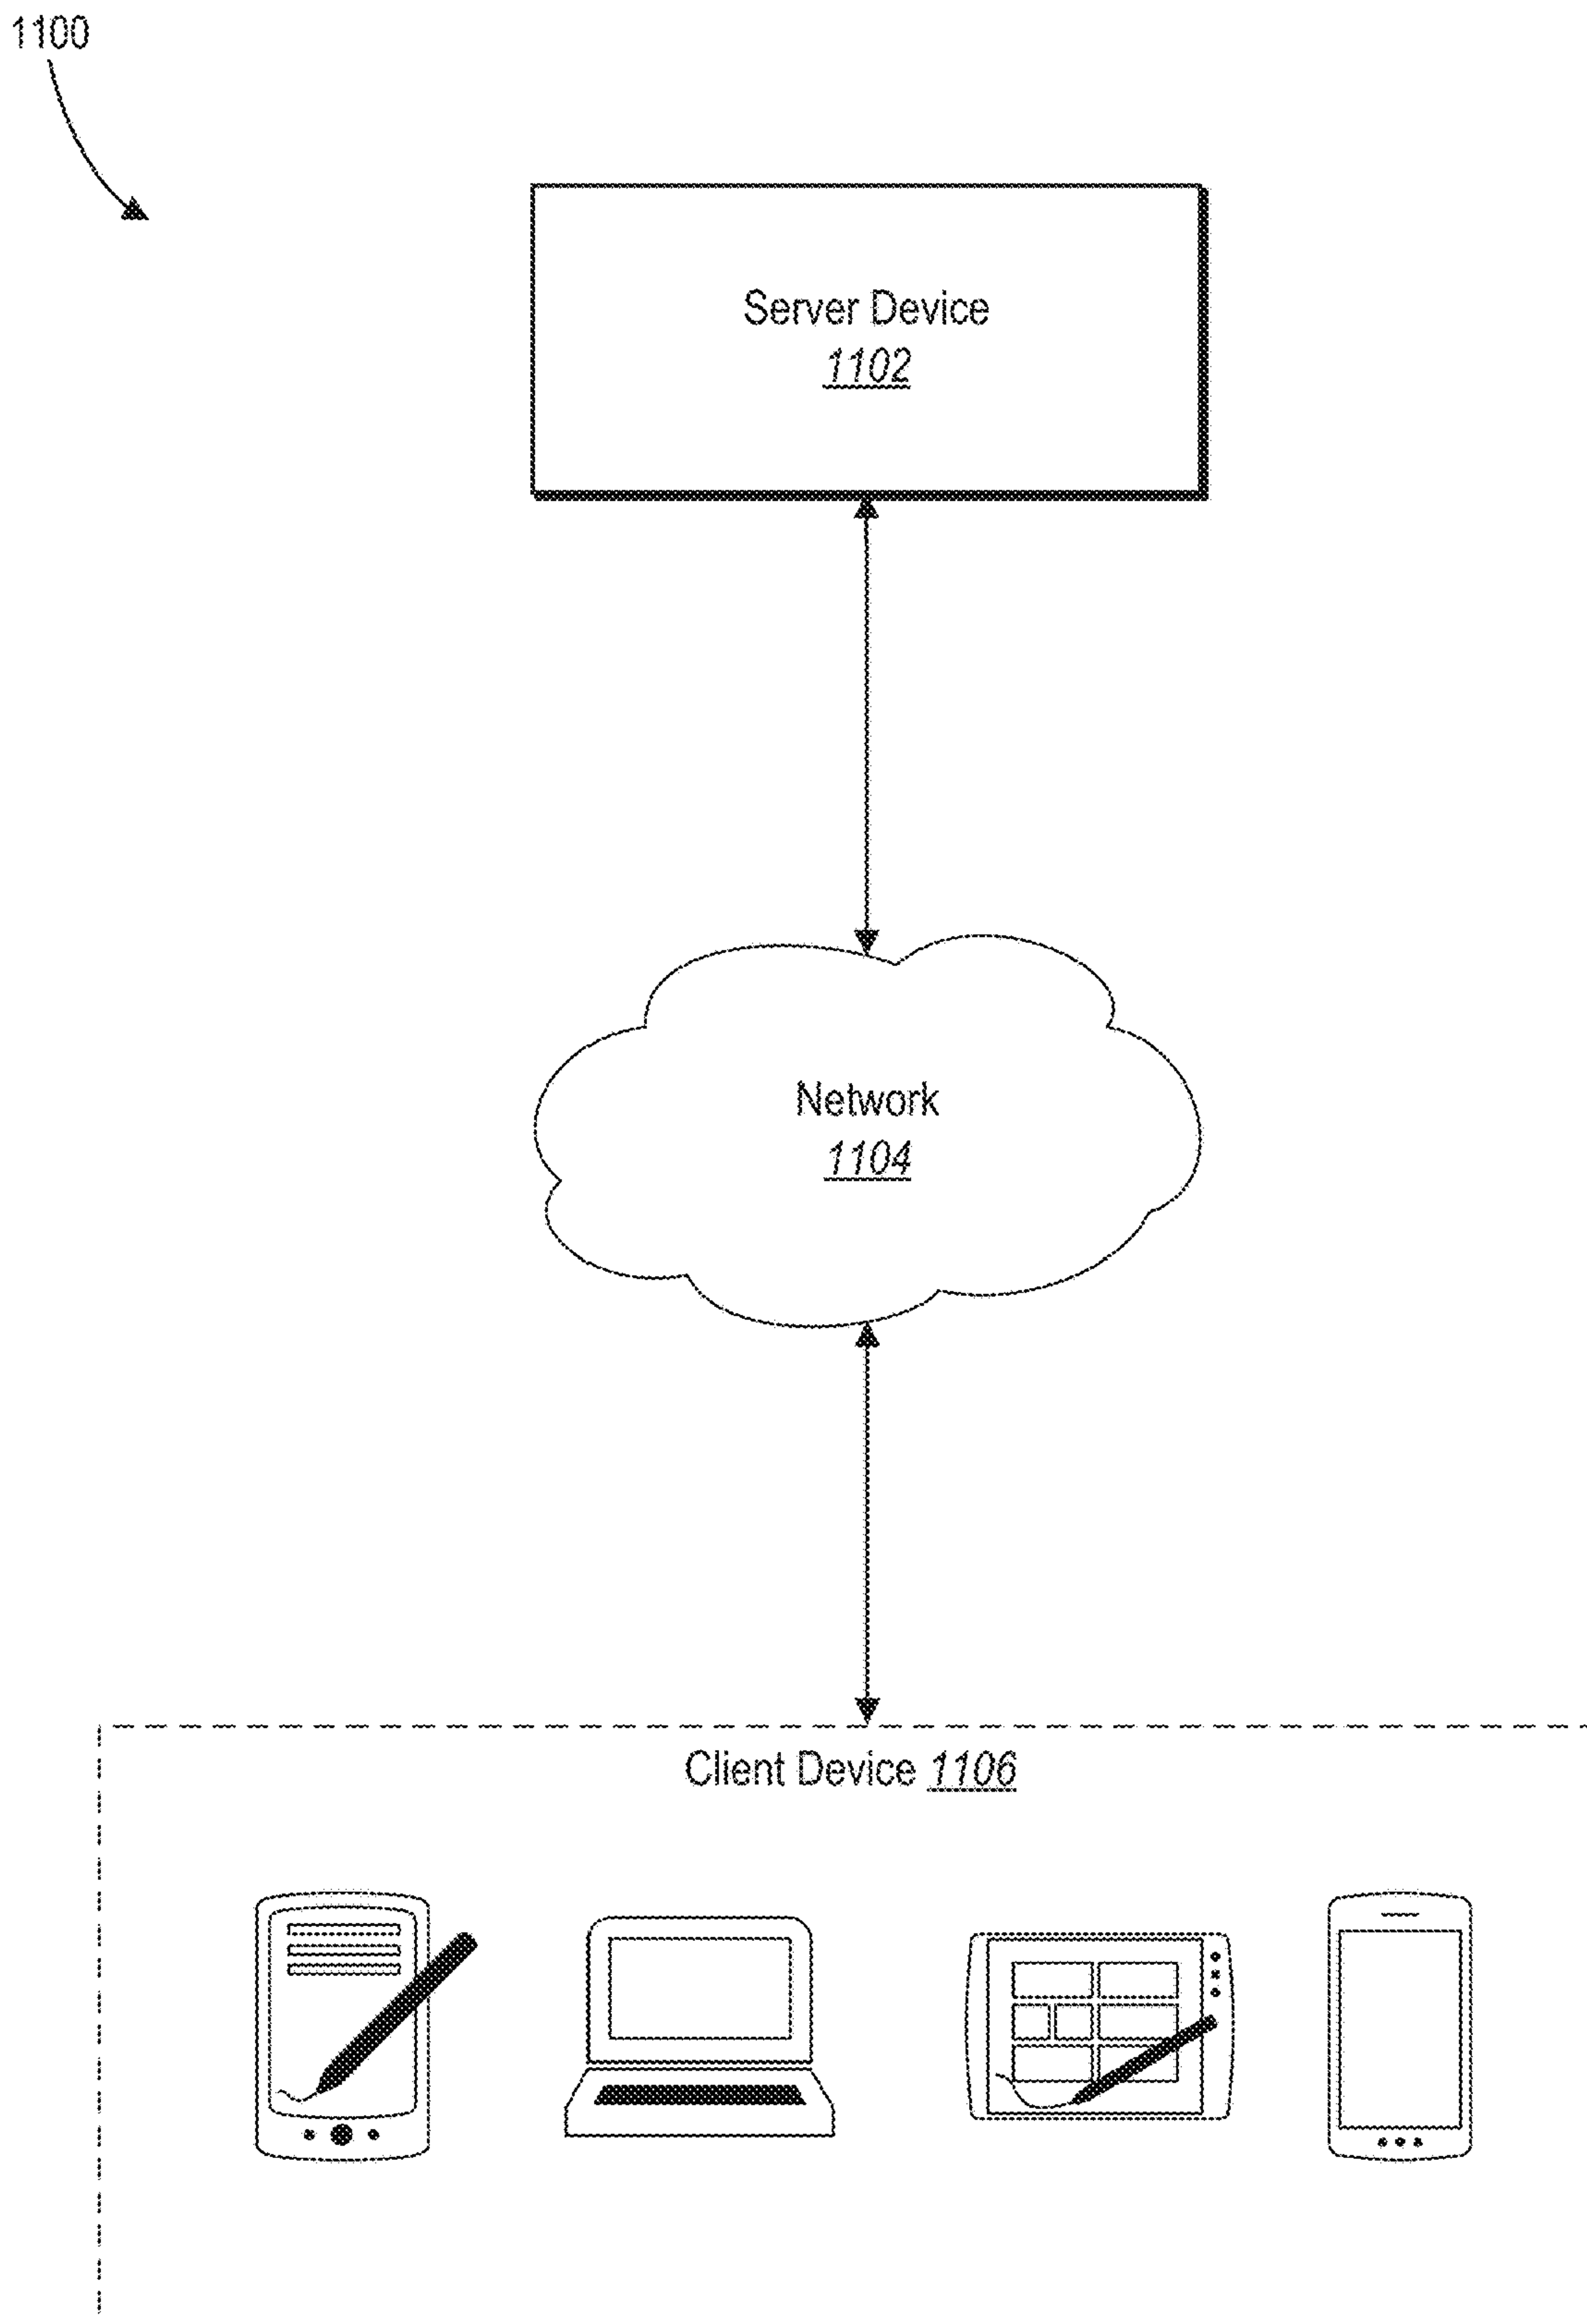 1100
Server Device
1102
Network
1104
Client Device 1106